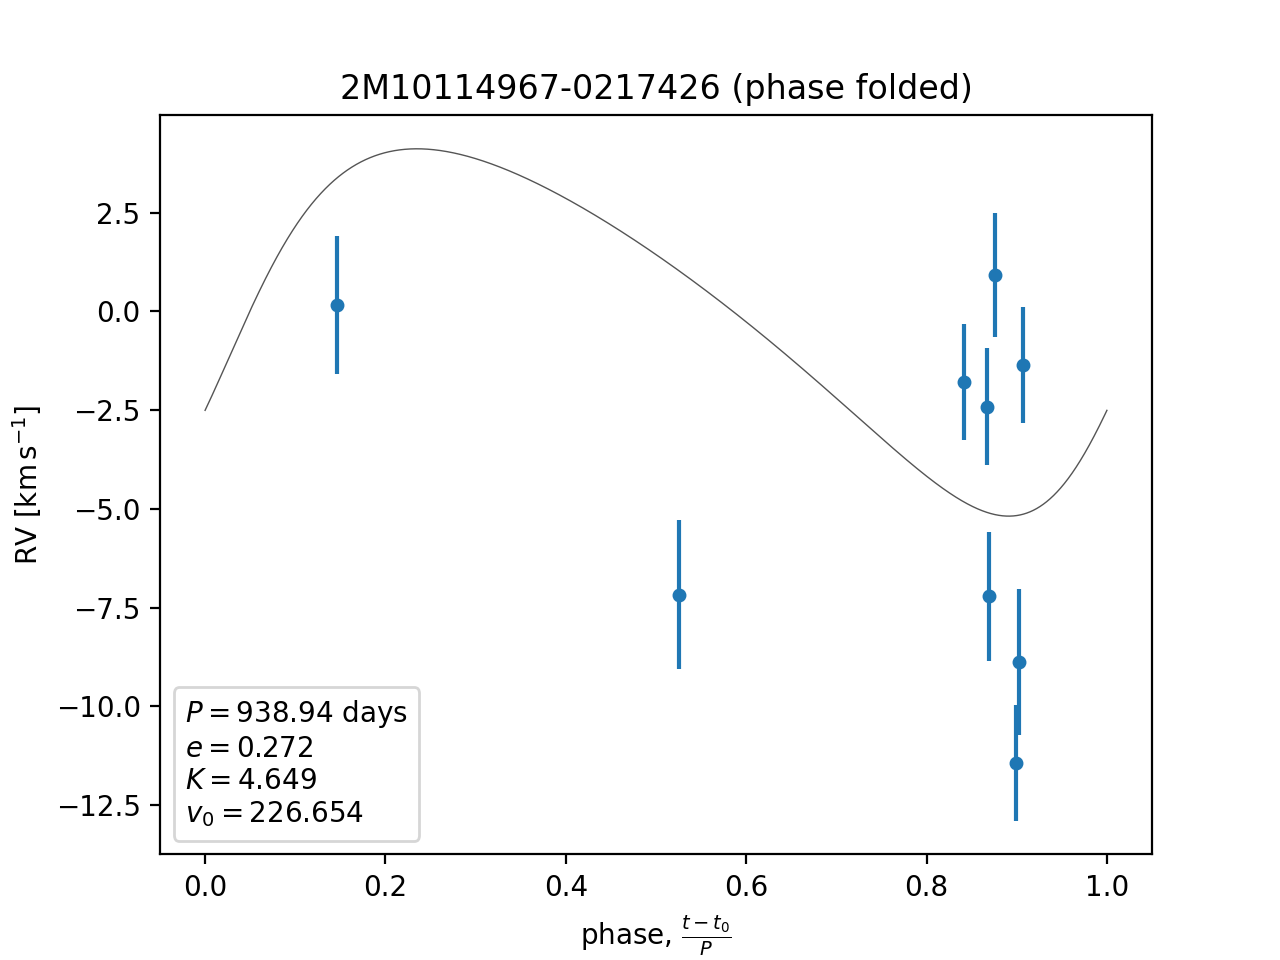 2M10114967-0217426 (phase folded)
RV [km s⁻¹]
2.5
0.0
−2.5
−5.0
−7.5
−10.0
−12.5
P = 938.94 days
e = 0.272
K = 4.649
v₀ = 226.654
0.0 0.2 0.4 0.6 0.8 1.0
phase, (t − t₀)/P